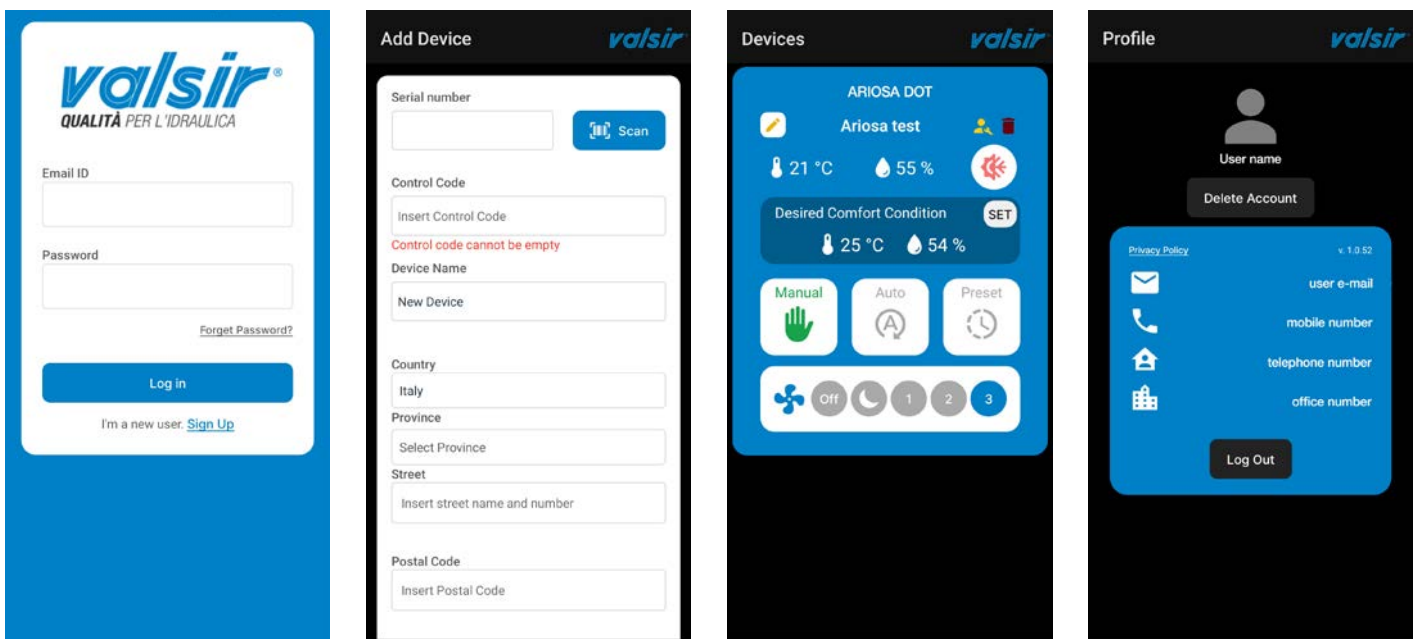 valsir®
QUALITÀ PER L'IDRAULICA
Email ID
Password
Forget Password?
Log in
I'm a new user. Sign Up
Add Device
valsir
Serial number
Scan
Control Code
Insert Control Code
Control code cannot be empty
Device Name
New Device
Country
Italy
Province
Select Province
Street
Insert street name and number
Postal Code
Insert Postal Code
Devices
valsir
ARIOSA DOT
Ariosa test
21 °C
55 %
Desired Comfort Condition
SET
25 °C
54 %
Manual
Auto
Preset
A
Off
1
2
3
Profile
valsir
User name
Delete Account
Privacy Policy
v. 1.0.52
user e-mail
mobile number
telephone number
office number
Log Out